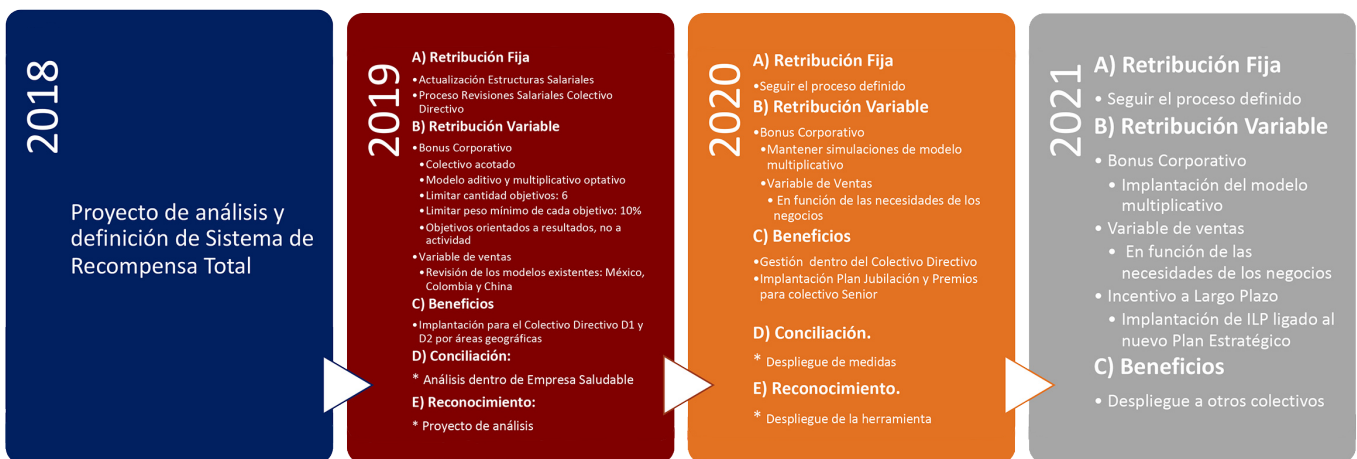 2018
Proyecto de análisis y
definición de Sistema de
Recompensa Total
2019
A) Retribución Fija
•Actualización Estructuras Salariales
•Proceso Revisiones Salariales Colectivo
Directivo
B) Retribución Variable
•Bonus Corporativo
•Colectivo acotado
•Modelo aditivo y multiplicativo optativo
•Limitar cantidad objetivos: 6
•Limitar peso mínimo de cada objetivo: 10%
•Objetivos orientados a resultados, no a
actividad
•Variable de ventas
•Revisión de los modelos existentes: México,
Colombia y China
C) Beneficios
•Implantación para el Colectivo Directivo D1 y
D2 por áreas geográficas
D) Conciliación:
* Análisis dentro de Empresa Saludable
E) Reconocimiento:
* Proyecto de análisis
2020
A) Retribución Fija
•Seguir el proceso definido
B) Retribución Variable
•Bonus Corporativo
•Mantener simulaciones de modelo
multiplicativo
•Variable de Ventas
•En función de las necesidades de los
negocios
C) Beneficios
•Gestión dentro del Colectivo Directivo
•Implantación Plan Jubilación y Premios
para colectivo Senior
D) Conciliación.
* Despliegue de medidas
E) Reconocimiento.
* Despliegue de la herramienta
2021
A) Retribución Fija
• Seguir el proceso definido
B) Retribución Variable
• Bonus Corporativo
• Implantación del modelo
multiplicativo
• Variable de ventas
• En función de las
necesidades de los negocios
• Incentivo a Largo Plazo
• Implantación de ILP ligado al
nuevo Plan Estratégico
C) Beneficios
• Despliegue a otros colectivos